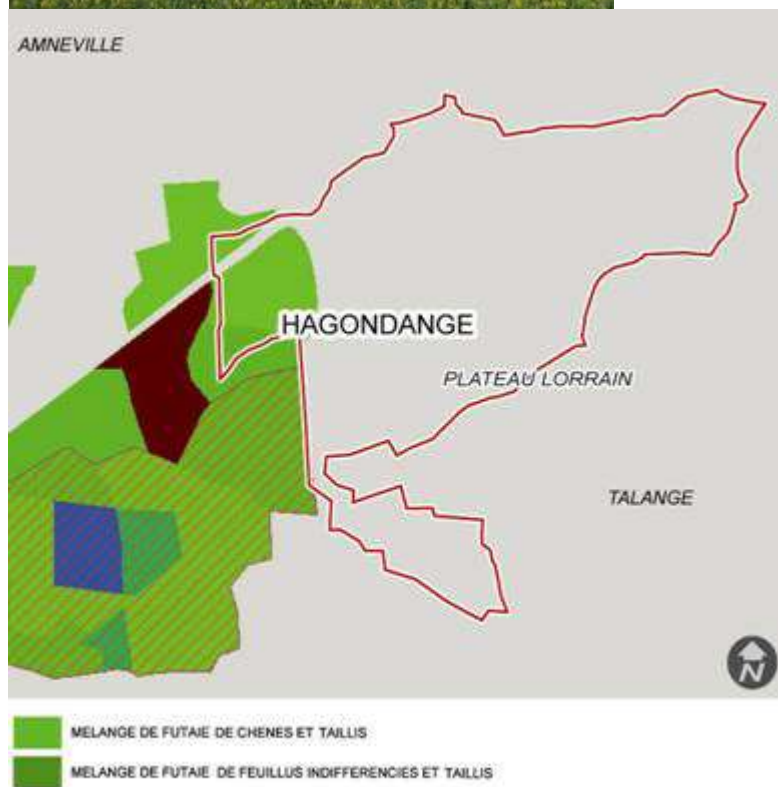 AMNEVILLE
HAGONDANGE
PLATEAU LORRAIN
TALANGE
N
MELANGE DE FUTAIE DE CHENES ET TAILLIS
MELANGE DE FUTAIE DE FEUILLUS INDIFFERENCIES ET TAILLIS